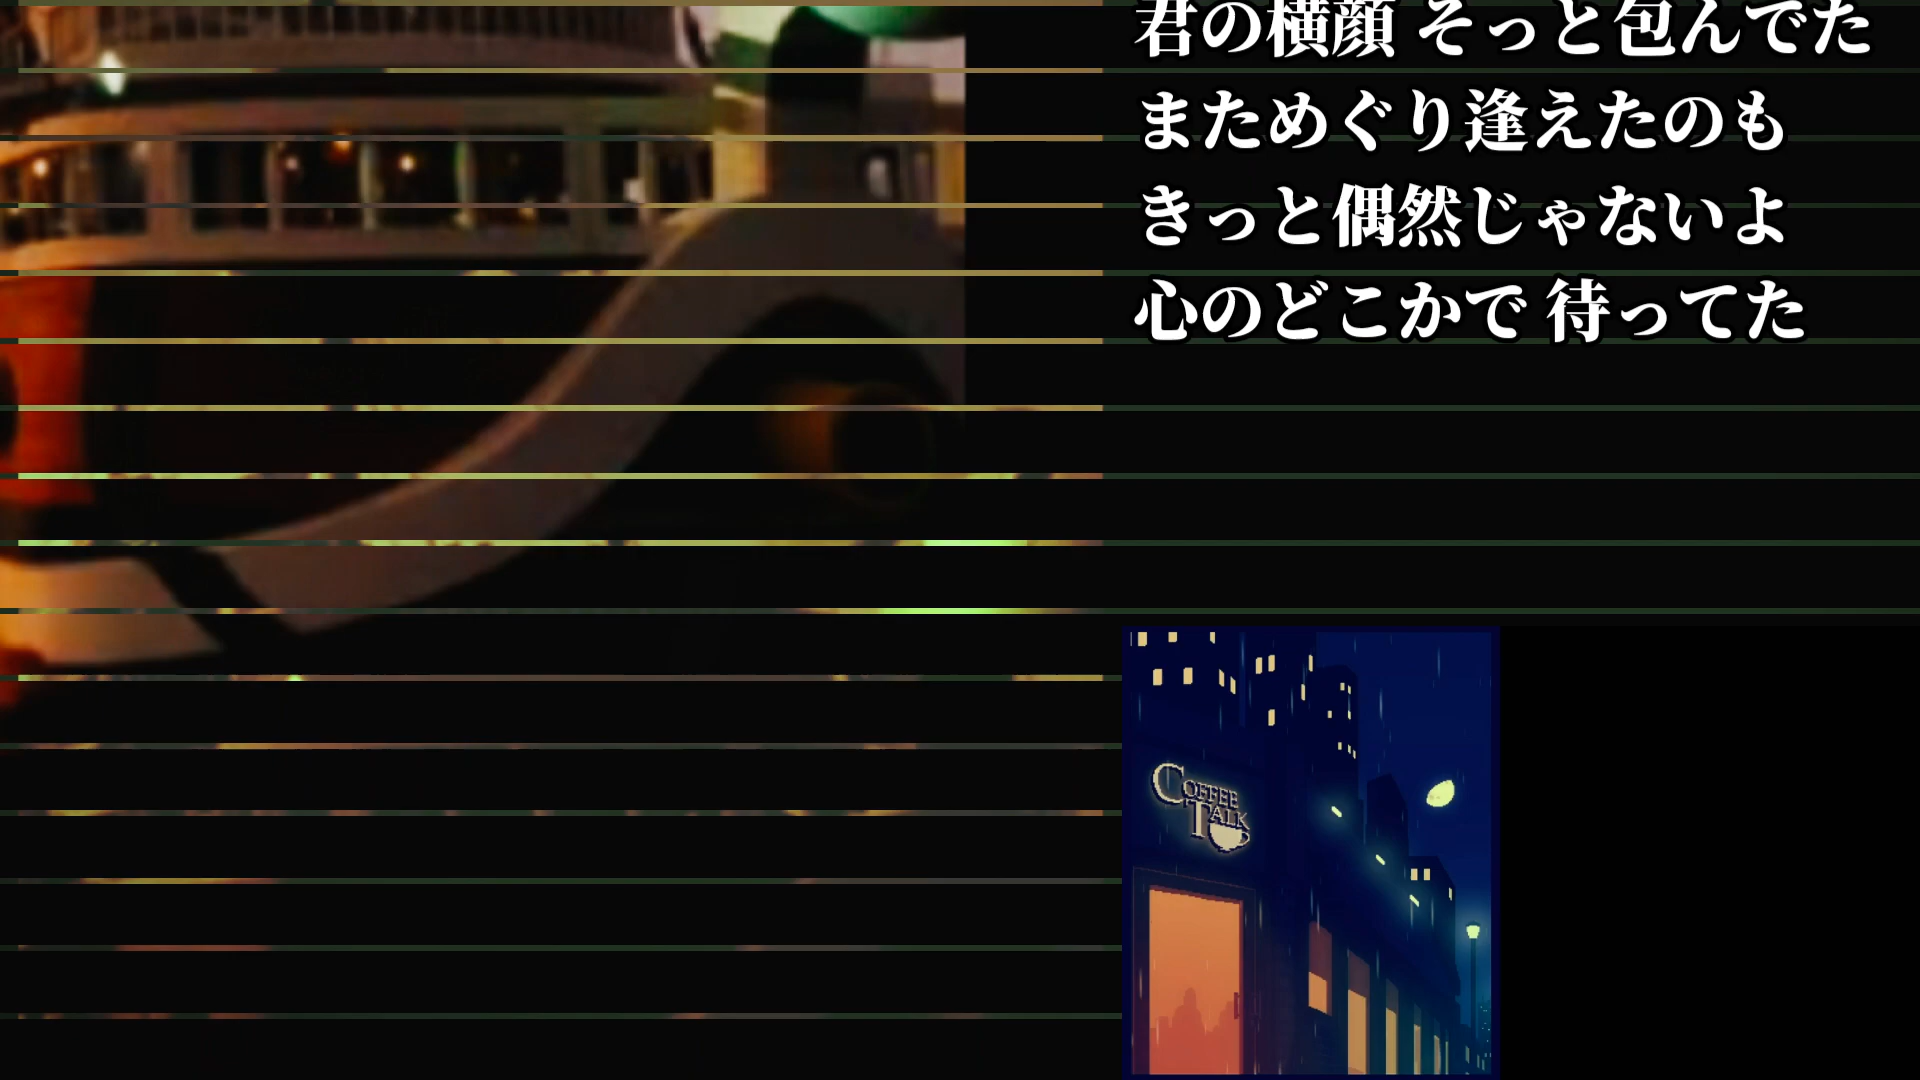 君の横顔 そっと包んでた
まためぐり逢えたのも
きっと偶然じゃないよ
心のどこかで 待ってた
COFFEE
TALK